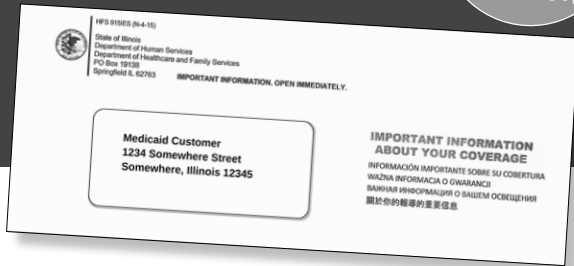 HFS 915IES (N-4-15)
State of Illinois
Department of Human Services
Department of Healthcare and Family Services
PO Box 19138
Springfield IL 62763 IMPORTANT INFORMATION. OPEN IMMEDIATELY.
Medicaid Customer
1234 Somewhere Street
Somewhere, Illinois 12345
IMPORTANT INFORMATION
ABOUT YOUR COVERAGE
INFORMACIÓN IMPORTANTE SOBRE SU COBERTURA
WAŻNA INFORMACJA O GWARANCJI
ВАЖНАЯ ИНФОРМАЦИЯ О ВАШЕМ ОСВЕЩЕНИЯ
關於你的報導的重要信息